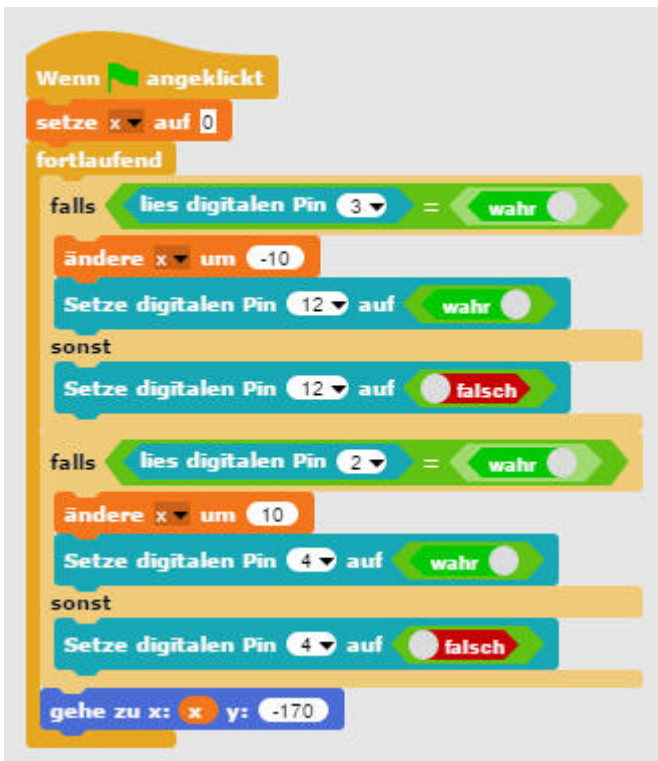 Wenn angeklickt
setze x auf 0
fortlaufend
falls lies digitalen Pin 3 = wahr
ändere x um -10
Setze digitalen Pin 12 auf wahr
sonst
Setze digitalen Pin 12 auf falsch
falls lies digitalen Pin 2 = wahr
ändere x um 10
Setze digitalen Pin 4 auf wahr
sonst
Setze digitalen Pin 4 auf falsch
gehe zu x: x y: -170